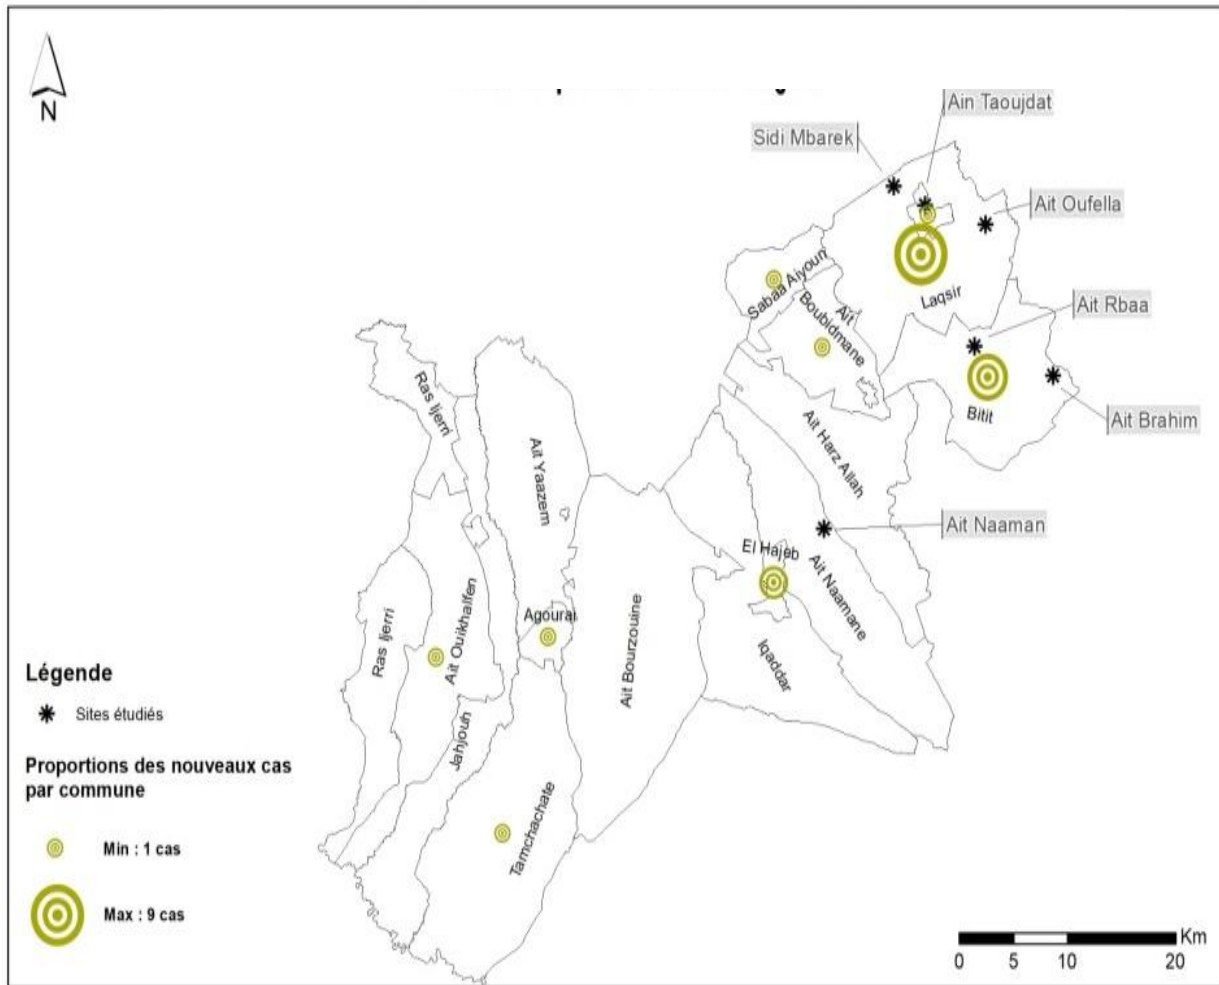 N
Ain Taoujdat
Sidi Mbarek
Ait Oufella
Sabaa Aiyoun
Laqsir
Ait
Boubidmane
Ait Rbaa
Bitit
Ait Brahim
Ras Ijerri
Ait Yaazem
Ait Harz Allah
Ait Naaman
El Hajeb
Ait Naamane
Iqaddar
Agourai
Ait Bourzouine
Ait Ouikhalfen
Ras Ijerri
Jahjouh
Tamchachate
Légende
Sites étudiés
Proportions des nouveaux cas
par commune
Min : 1 cas
Max : 9 cas
Km
0 5 10 20